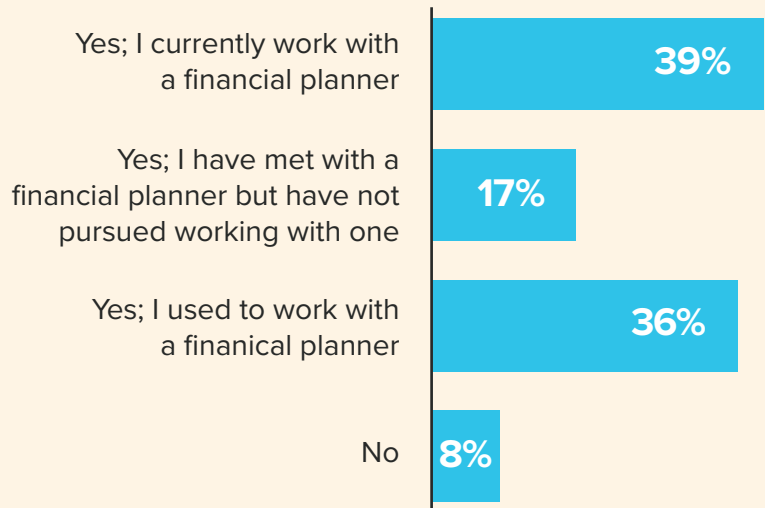 Yes; I currently work with
a financial planner
39%
Yes; I have met with a
financial planner but have not
pursued working with one
17%
Yes; I used to work with
a finanical planner
36%
No
8%